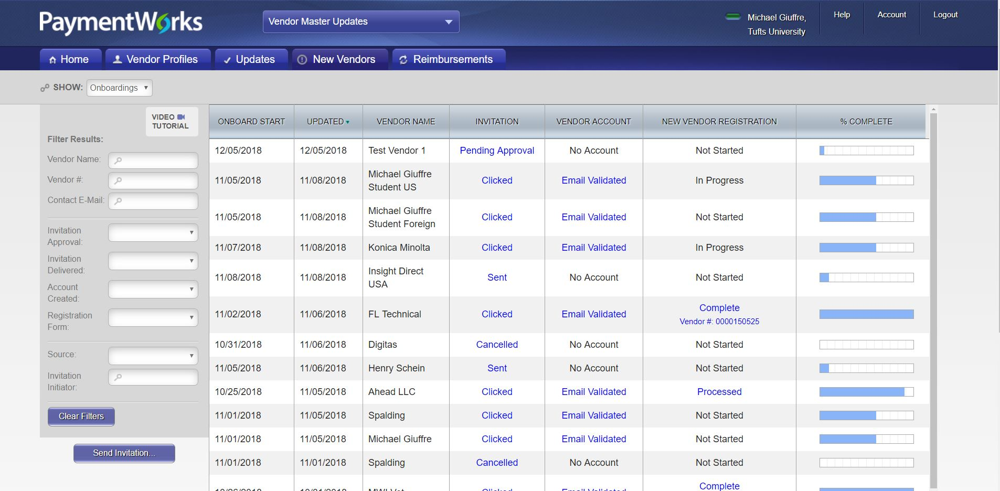 PaymentWorks
Vendor Master Updates
Michael Giuffre,
Tufts University
Help
Account
Logout
Home
Vendor Profiles
Updates
New Vendors
Reimbursements
SHOW: Onboardings
VIDEO
TUTORIAL
Filter Results:
Vendor Name:
Vendor #:
Contact E-Mail:
Invitation
Approval:
Invitation
Delivered:
Account
Created:
Registration
Form:
Source:
Invitation
Initiator:
Clear Filters
Send Invitation...
ONBOARD START UPDATED VENDOR NAME INVITATION VENDOR ACCOUNT NEW VENDOR REGISTRATION % COMPLETE
12/05/2018 12/05/2018 Test Vendor 1 Pending Approval No Account Not Started
11/05/2018 11/08/2018 Michael Giuffre
Student US Clicked Email Validated In Progress
11/05/2018 11/08/2018 Michael Giuffre
Student Foreign Clicked Email Validated Not Started
11/07/2018 11/08/2018 Konica Minolta Clicked Email Validated In Progress
11/08/2018 11/08/2018 Insight Direct
USA Sent No Account Not Started
11/02/2018 11/06/2018 FL Technical Clicked Email Validated Complete
Vendor #: 0000150525
10/31/2018 11/06/2018 Digitas Cancelled No Account Not Started
11/05/2018 11/06/2018 Henry Schein Sent No Account Not Started
10/25/2018 11/05/2018 Ahead LLC Clicked Email Validated Processed
11/01/2018 11/05/2018 Spalding Clicked Email Validated Not Started
11/01/2018 11/05/2018 Michael Giuffre Clicked Email Validated Not Started
11/01/2018 11/01/2018 Spalding Cancelled No Account Not Started
Clicked Email Validated Complete